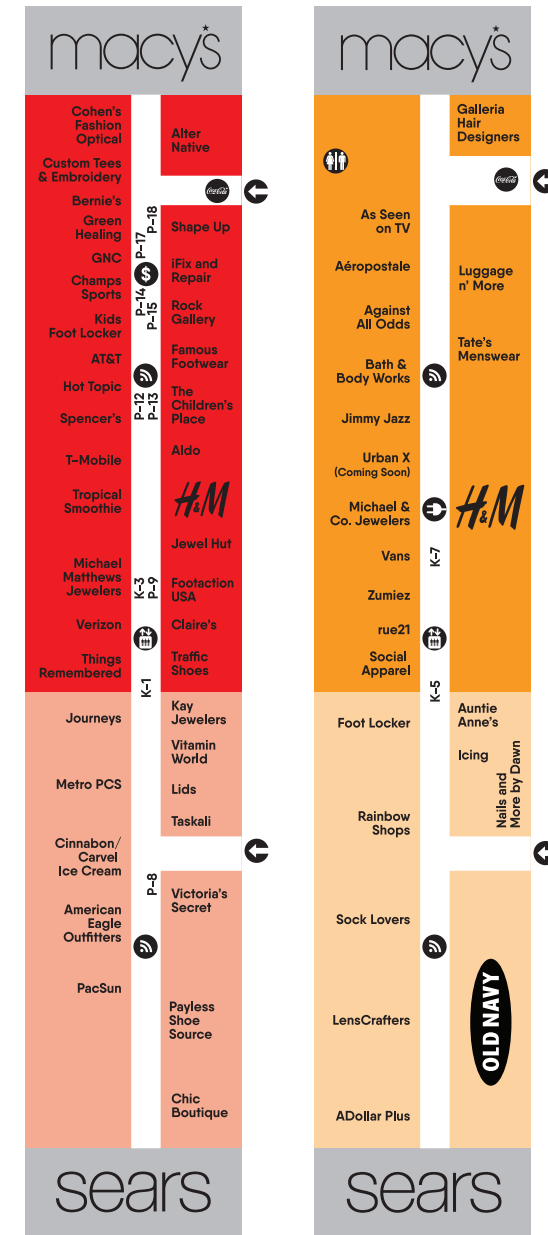 macy's
Cohen's
Fashion
Optical
Custom Tees
& Embroidery
Bernie's
Green
Healing
GNC
Champs
Sports
Kids
Foot Locker
AT&T
Hot Topic
Spencer's
T-Mobile
Tropical
Smoothie
Michael
Matthews
Jewelers
Verizon
Things
Remembered
Journeys
Metro PCS
Cinnabon/
Carvel
Ice Cream
American
Eagle
Outfitters
PacSun
P-17
P-18
$
P-14
P-15
P-12
P-13
K-3
P-9
K-1
P-8
Alter
Native
Coca-Cola
Shape Up
iFix and
Repair
Rock
Gallery
Famous
Footwear
The
Children's
Place
Aldo
H&M
Jewel Hut
Footaction
USA
Claire's
Traffic
Shoes
Kay
Jewelers
Vitamin
World
Lids
Taskali
Victoria's
Secret
Payless
Shoe
Source
Chic
Boutique
sears
macy's
As Seen
on TV
Aéropostale
Against
All Odds
Bath &
Body Works
Jimmy Jazz
Urban X
(Coming Soon)
Michael &
Co. Jewelers
Vans
Zumiez
rue21
Social
Apparel
Foot Locker
Rainbow
Shops
Sock Lovers
LensCrafters
ADollar Plus
K-7
K-5
Galleria
Hair
Designers
Coca-Cola
Luggage
n' More
Tate's
Menswear
H&M
Auntie
Anne's
Icing
Nails and
More by Dawn
OLD NAVY
sears